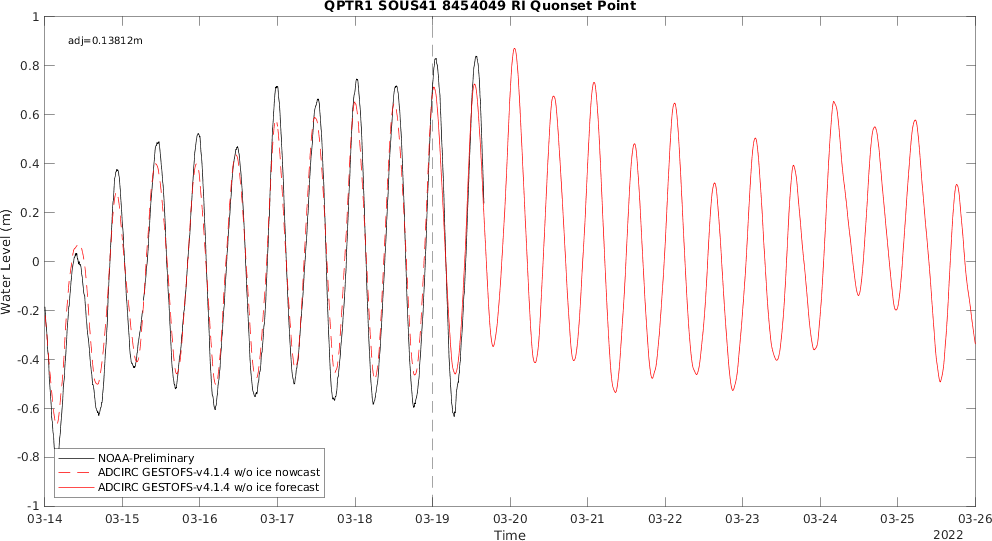 QPTR1 SOUS41 8454049 RI Quonset Point
adj=0.13812m
1
0.8
0.6
0.4
0.2
0
-0.2
-0.4
-0.6
-0.8
-1
Water Level (m)
NOAA-Preliminary
ADCIRC GESTOFS-v4.1.4 w/o ice nowcast
ADCIRC GESTOFS-v4.1.4 w/o ice forecast
03-14 03-15 03-16 03-17 03-18 03-19 03-20 03-21 03-22 03-23 03-24 03-25 03-26
Time
2022